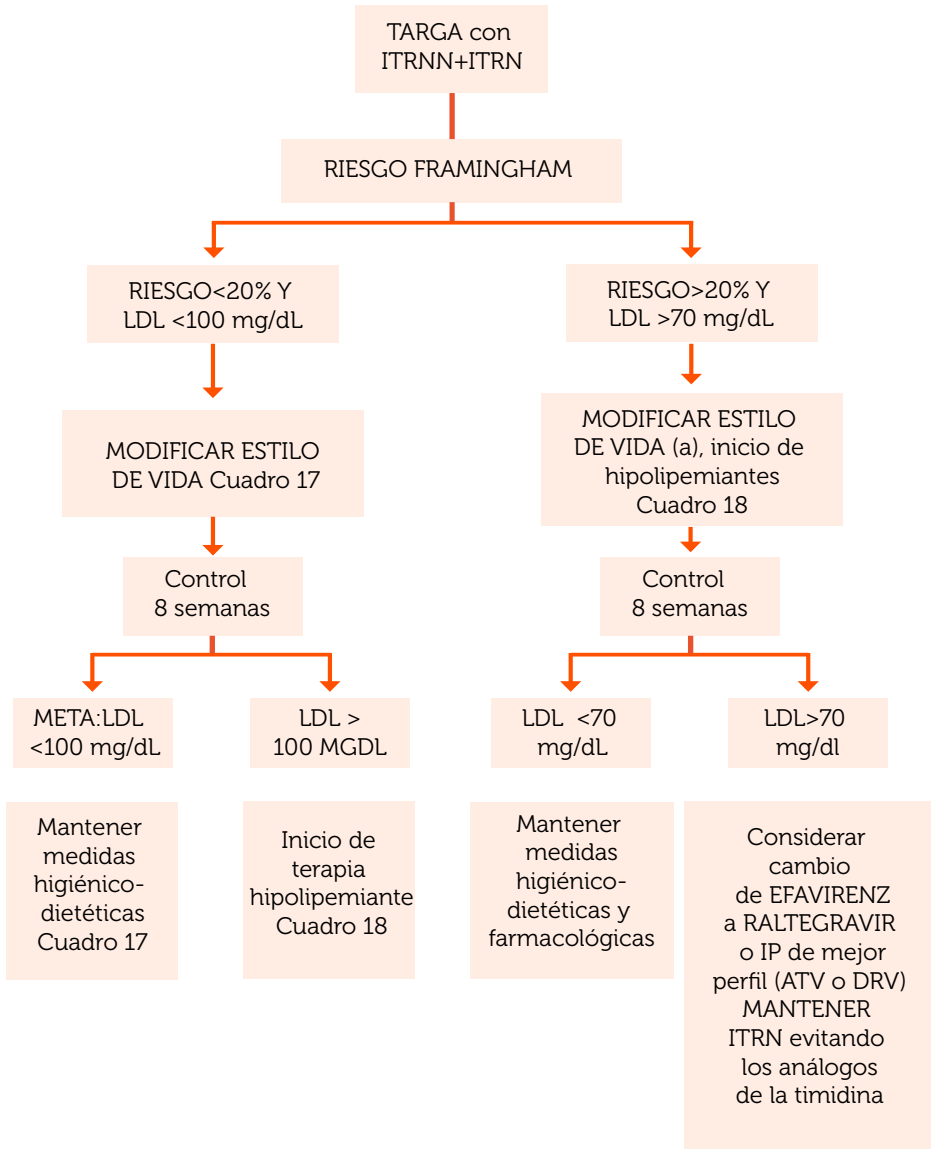 TARGA con
ITRNN+ITRN
RIESGO FRAMINGHAM
RIESGO<20% Y
LDL <100 mg/dL
RIESGO>20% Y
LDL >70 mg/dL
MODIFICAR ESTILO
DE VIDA Cuadro 17
MODIFICAR ESTILO
DE VIDA (a), inicio de
hipolipemiantes
Cuadro 18
Control
8 semanas
Control
8 semanas
META:LDL
<100 mg/dL
LDL >
100 MGDL
LDL <70
mg/dL
LDL>70
mg/dl
Mantener
medidas
higiénico-
dietéticas
Cuadro 17
Inicio de
terapia
hipolipemiante
Cuadro 18
Mantener
medidas
higiénico-
dietéticas y
farmacológicas
Considerar
cambio
de EFAVIRENZ
a RALTEGRAVIR
o IP de mejor
perfil (ATV o DRV)
MANTENER
ITRN evitando
los análogos
de la timidina